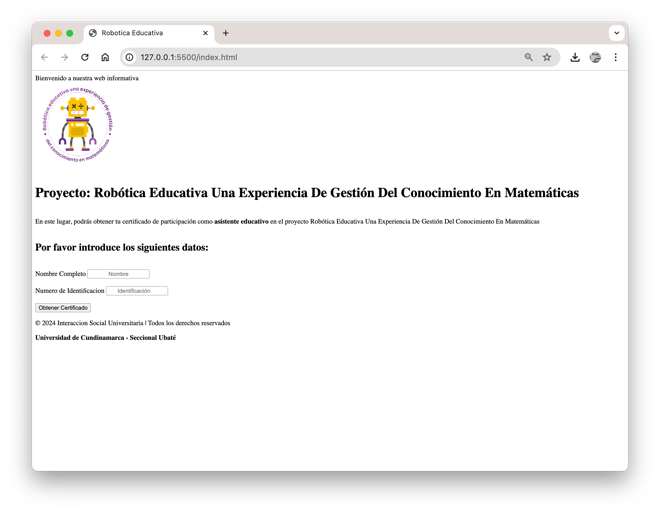 Robotica Educativa
127.0.0.1:5500/index.html
Bienvenido a nuestra web informativa
Robótica educativa una experiencia de gestión
del conocimiento en matemáticas
Proyecto: Robótica Educativa Una Experiencia De Gestión Del Conocimiento En Matemáticas
En este lugar, podrás obtener tu certificado de participación como asistente educativo en el proyecto Robótica Educativa Una Experiencia De Gestión Del Conocimiento En Matemáticas
Por favor introduce los siguientes datos:
Nombre Completo Nombre
Numero de Identificacion Identificación
Obtener Certificado
© 2024 Interaccion Social Universitaria | Todos los derechos reservados
Universidad de Cundinamarca - Seccional Ubaté